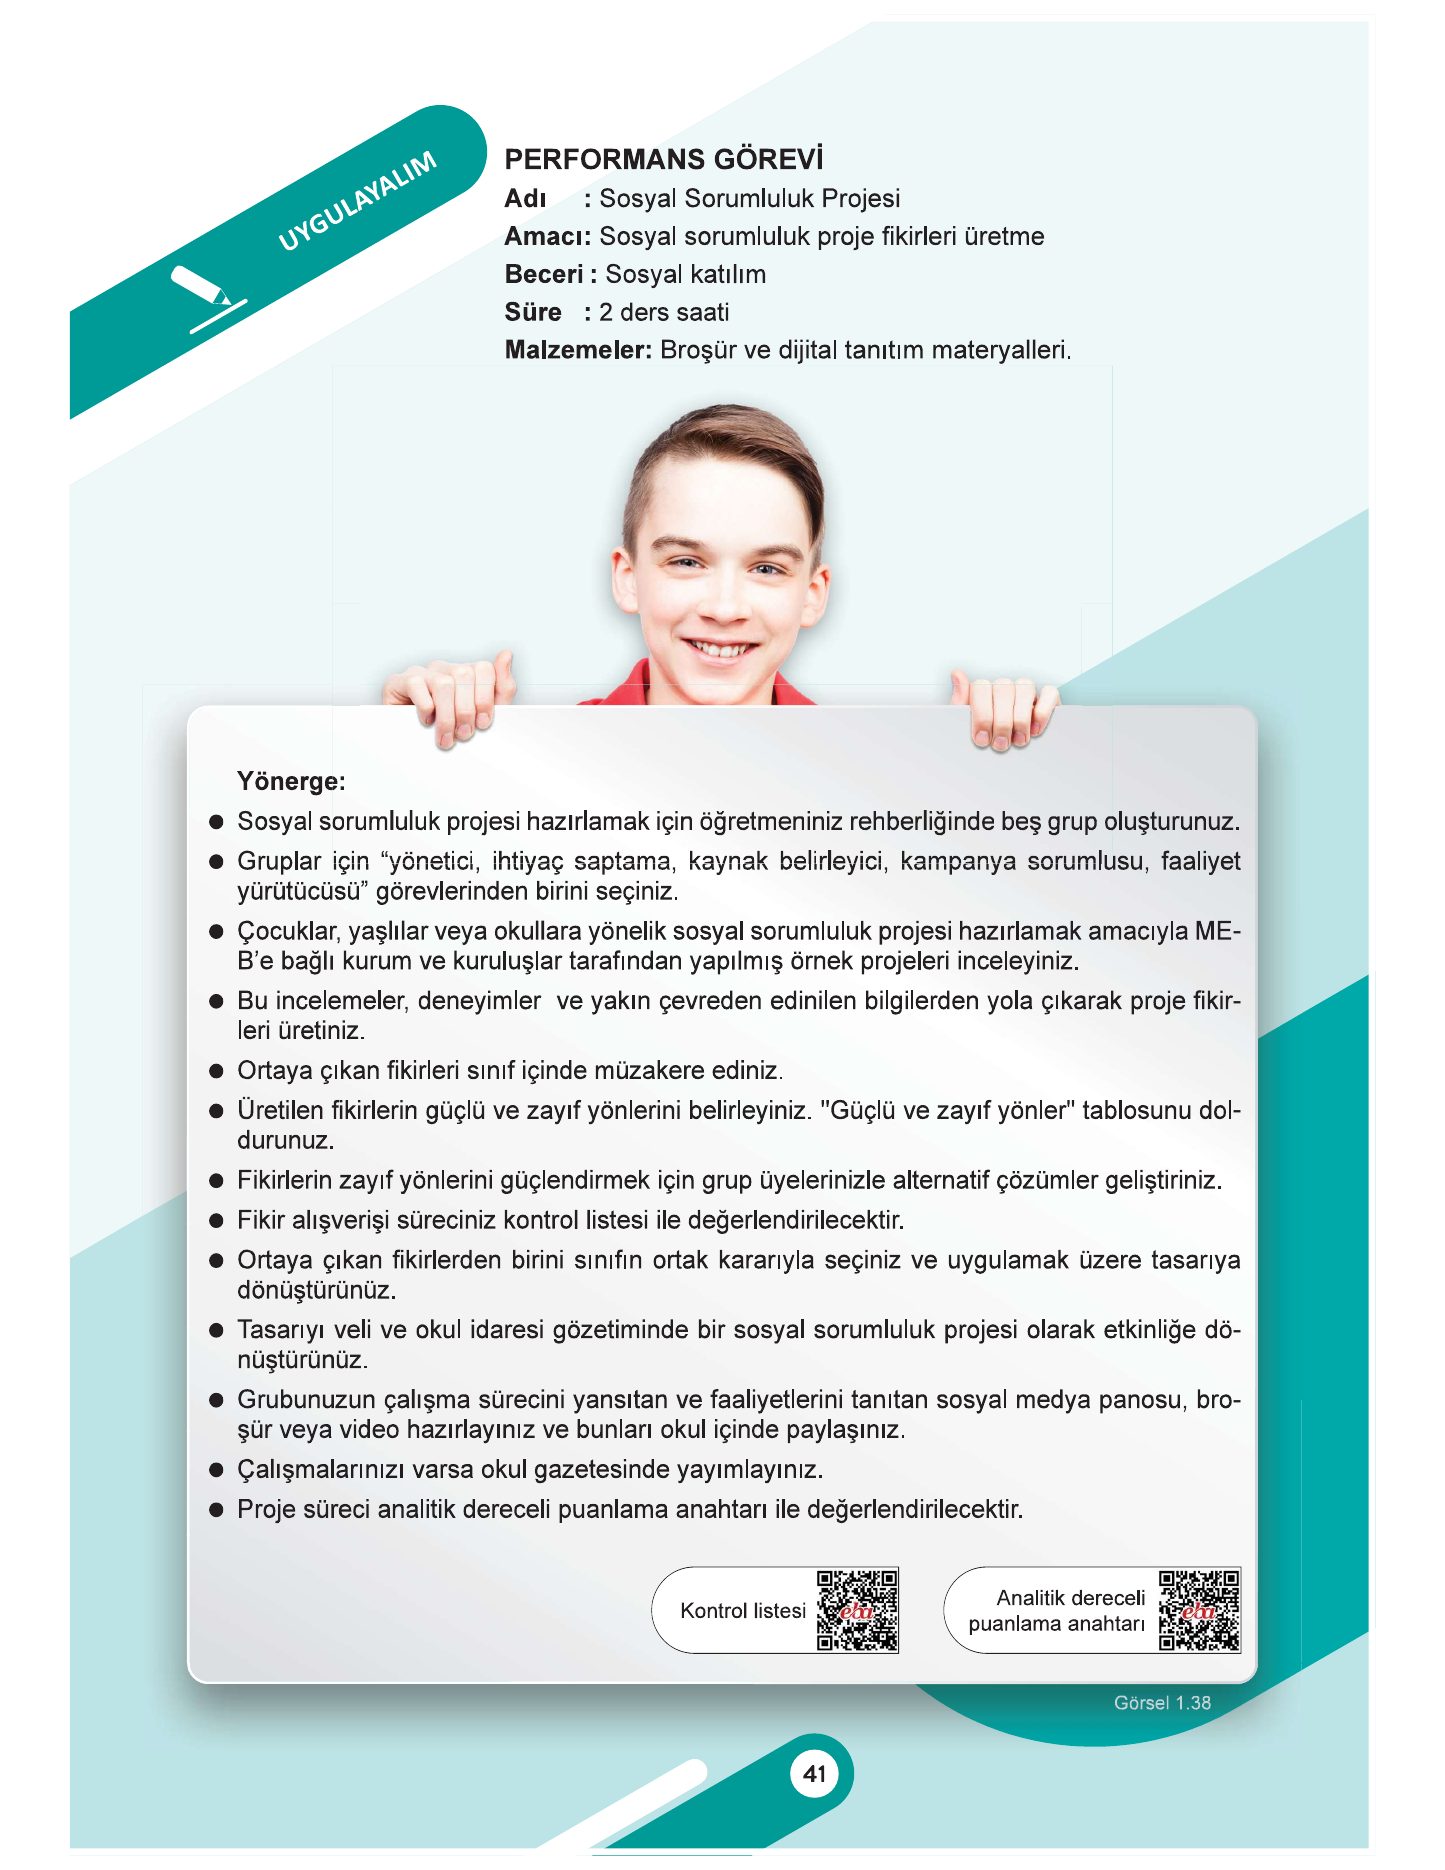 UYGULAYALIM
PERFORMANS GÖREVİ
Adı : Sosyal Sorumluluk Projesi
Amacı: Sosyal sorumluluk proje fikirleri üretme
Beceri : Sosyal katılım
Süre : 2 ders saati
Malzemeler: Broşür ve dijital tanıtım materyalleri.
Yönerge:
● Sosyal sorumluluk projesi hazırlamak için öğretmeniniz rehberliğinde beş grup oluşturunuz.
● Gruplar için “yönetici, ihtiyaç saptama, kaynak belirleyici, kampanya sorumlusu, faaliyet
yürütücüsü” görevlerinden birini seçiniz.
● Çocuklar, yaşlılar veya okullara yönelik sosyal sorumluluk projesi hazırlamak amacıyla ME-
B’e bağlı kurum ve kuruluşlar tarafından yapılmış örnek projeleri inceleyiniz.
● Bu incelemeler, deneyimler ve yakın çevreden edinilen bilgilerden yola çıkarak proje fikir-
leri üretiniz.
● Ortaya çıkan fikirleri sınıf içinde müzakere ediniz.
● Üretilen fikirlerin güçlü ve zayıf yönlerini belirleyiniz. "Güçlü ve zayıf yönler" tablosunu dol-
durunuz.
● Fikirlerin zayıf yönlerini güçlendirmek için grup üyelerinizle alternatif çözümler geliştiriniz.
● Fikir alışverişi süreciniz kontrol listesi ile değerlendirilecektir.
● Ortaya çıkan fikirlerden birini sınıfın ortak kararıyla seçiniz ve uygulamak üzere tasarıya
dönüştürünüz.
● Tasarıyı veli ve okul idaresi gözetiminde bir sosyal sorumluluk projesi olarak etkinliğe dö-
nüştürünüz.
● Grubunuzun çalışma sürecini yansıtan ve faaliyetlerini tanıtan sosyal medya panosu, bro-
şür veya video hazırlayınız ve bunları okul içinde paylaşınız.
● Çalışmalarınızı varsa okul gazetesinde yayımlayınız.
● Proje süreci analitik dereceli puanlama anahtarı ile değerlendirilecektir.
Kontrol listesi
eba
Analitik dereceli
puanlama anahtarı
eba
Görsel 1.38
41